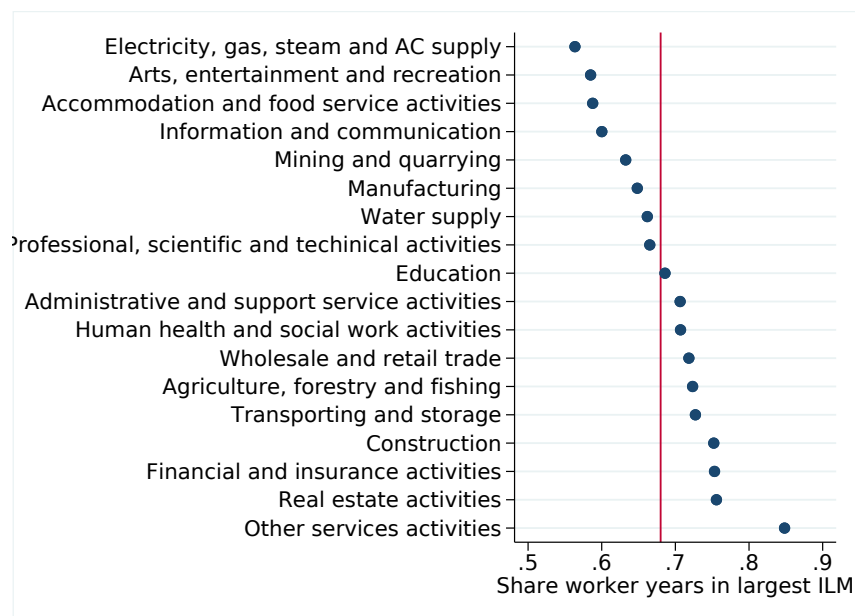 Electricity, gas, steam and AC supply
Arts, entertainment and recreation
Accommodation and food service activities
Information and communication
Mining and quarrying
Manufacturing
Water supply
Professional, scientific and techinical activities
Education
Administrative and support service activities
Human health and social work activities
Wholesale and retail trade
Agriculture, forestry and fishing
Transporting and storage
Construction
Financial and insurance activities
Real estate activities
Other services activities
.5 .6 .7 .8 .9
Share worker years in largest ILM